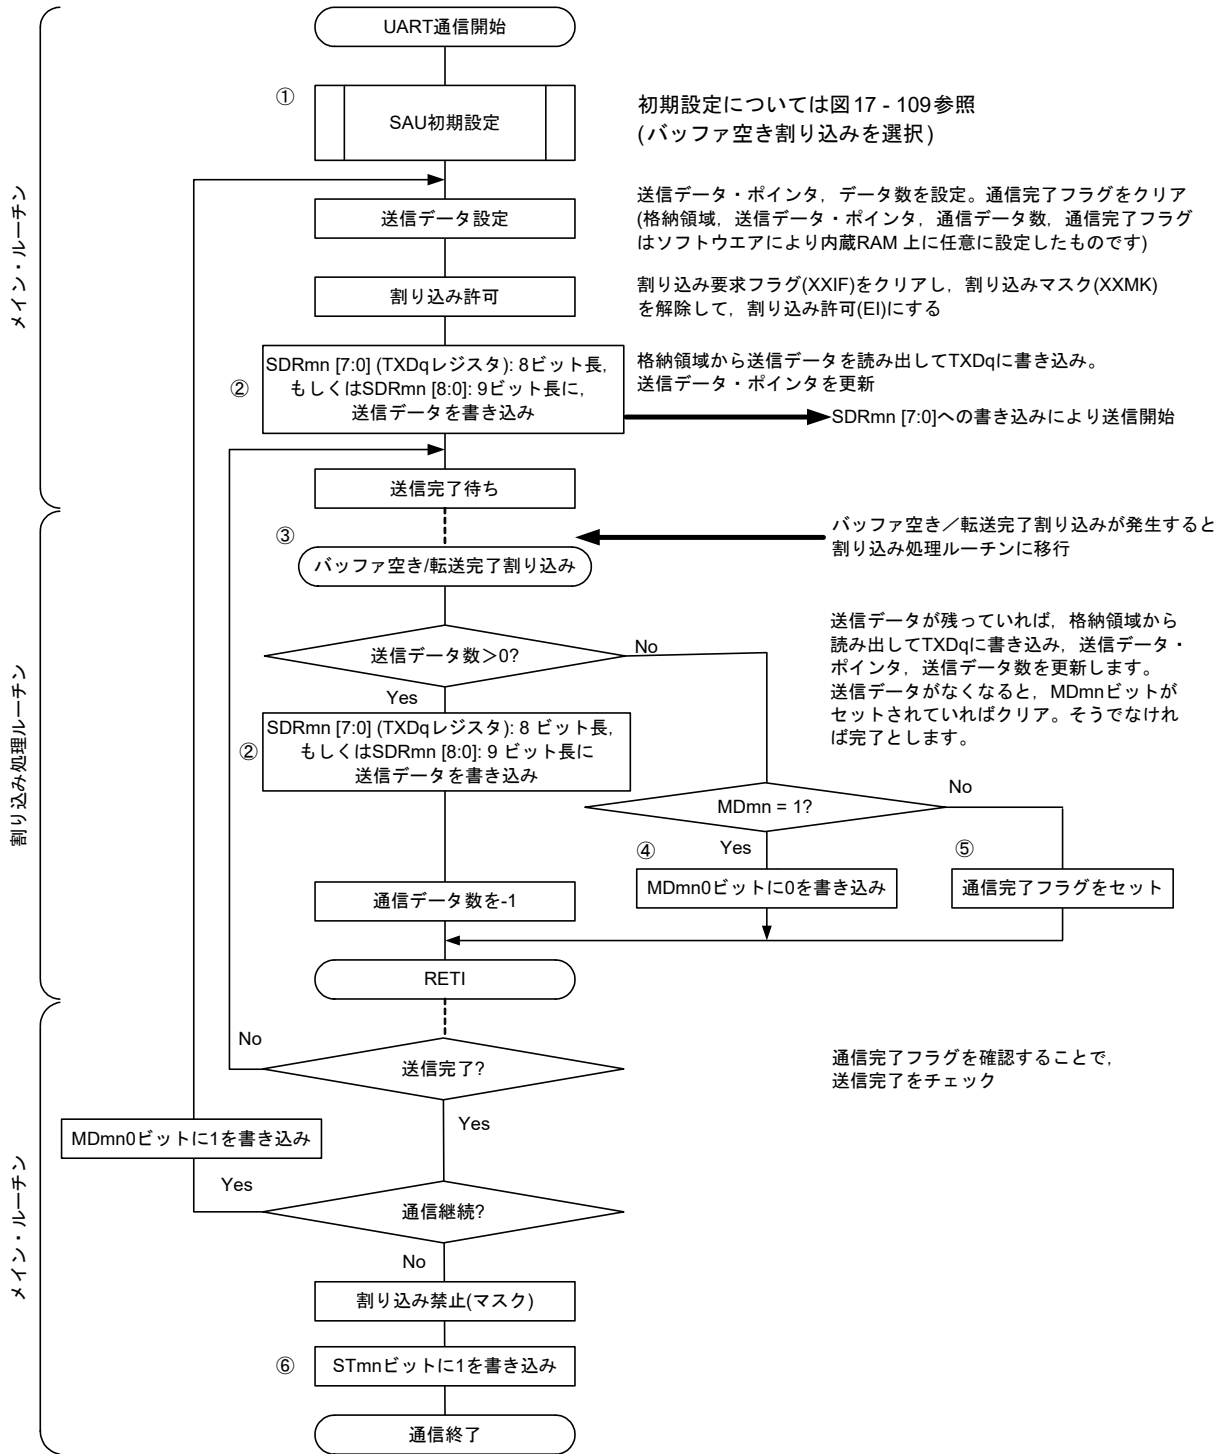 UART通信開始
①
SAU初期設定
初期設定については図17 - 109参照
(バッファ空き割り込みを選択)
メイン・ルーチン
送信データ設定
送信データ・ポインタ，データ数を設定。通信完了フラグをクリア
(格納領域，送信データ・ポインタ，通信データ数，通信完了フラグ
はソフトウエアにより内蔵RAM 上に任意に設定したものです)
割り込み許可
割り込み要求フラグ(XXIF)をクリアし，割り込みマスク(XXMK)
を解除して，割り込み許可(EI)にする
②
SDRmn [7:0] (TXDqレジスタ): 8ビット長，
もしくはSDRmn [8:0]: 9ビット長に，
送信データを書き込み
格納領域から送信データを読み出してTXDqに書き込み。
送信データ・ポインタを更新
SDRmn [7:0]への書き込みにより送信開始
送信完了待ち
③
バッファ空き／転送完了割り込みが発生すると
割り込み処理ルーチンに移行
バッファ空き/転送完了割り込み
割り込み処理ルーチン
送信データ数＞0?
No
Yes
送信データが残っていれば，格納領域から
読み出してTXDqに書き込み，送信データ・
ポインタ，送信データ数を更新します。
送信データがなくなると，MDmnビットが
セットされていればクリア。そうでなけれ
ば完了とします。
②
SDRmn [7:0] (TXDqレジスタ): 8 ビット長，
もしくはSDRmn [8:0]: 9 ビット長に
送信データを書き込み
MDmn = 1?
No
Yes
④
MDmn0ビットに0を書き込み
⑤
通信完了フラグをセット
通信データ数を-1
RETI
メイン・ルーチン
No
送信完了?
通信完了フラグを確認することで，
送信完了をチェック
Yes
MDmn0ビットに1を書き込み
Yes
通信継続?
No
割り込み禁止(マスク)
⑥
STmnビットに1を書き込み
通信終了